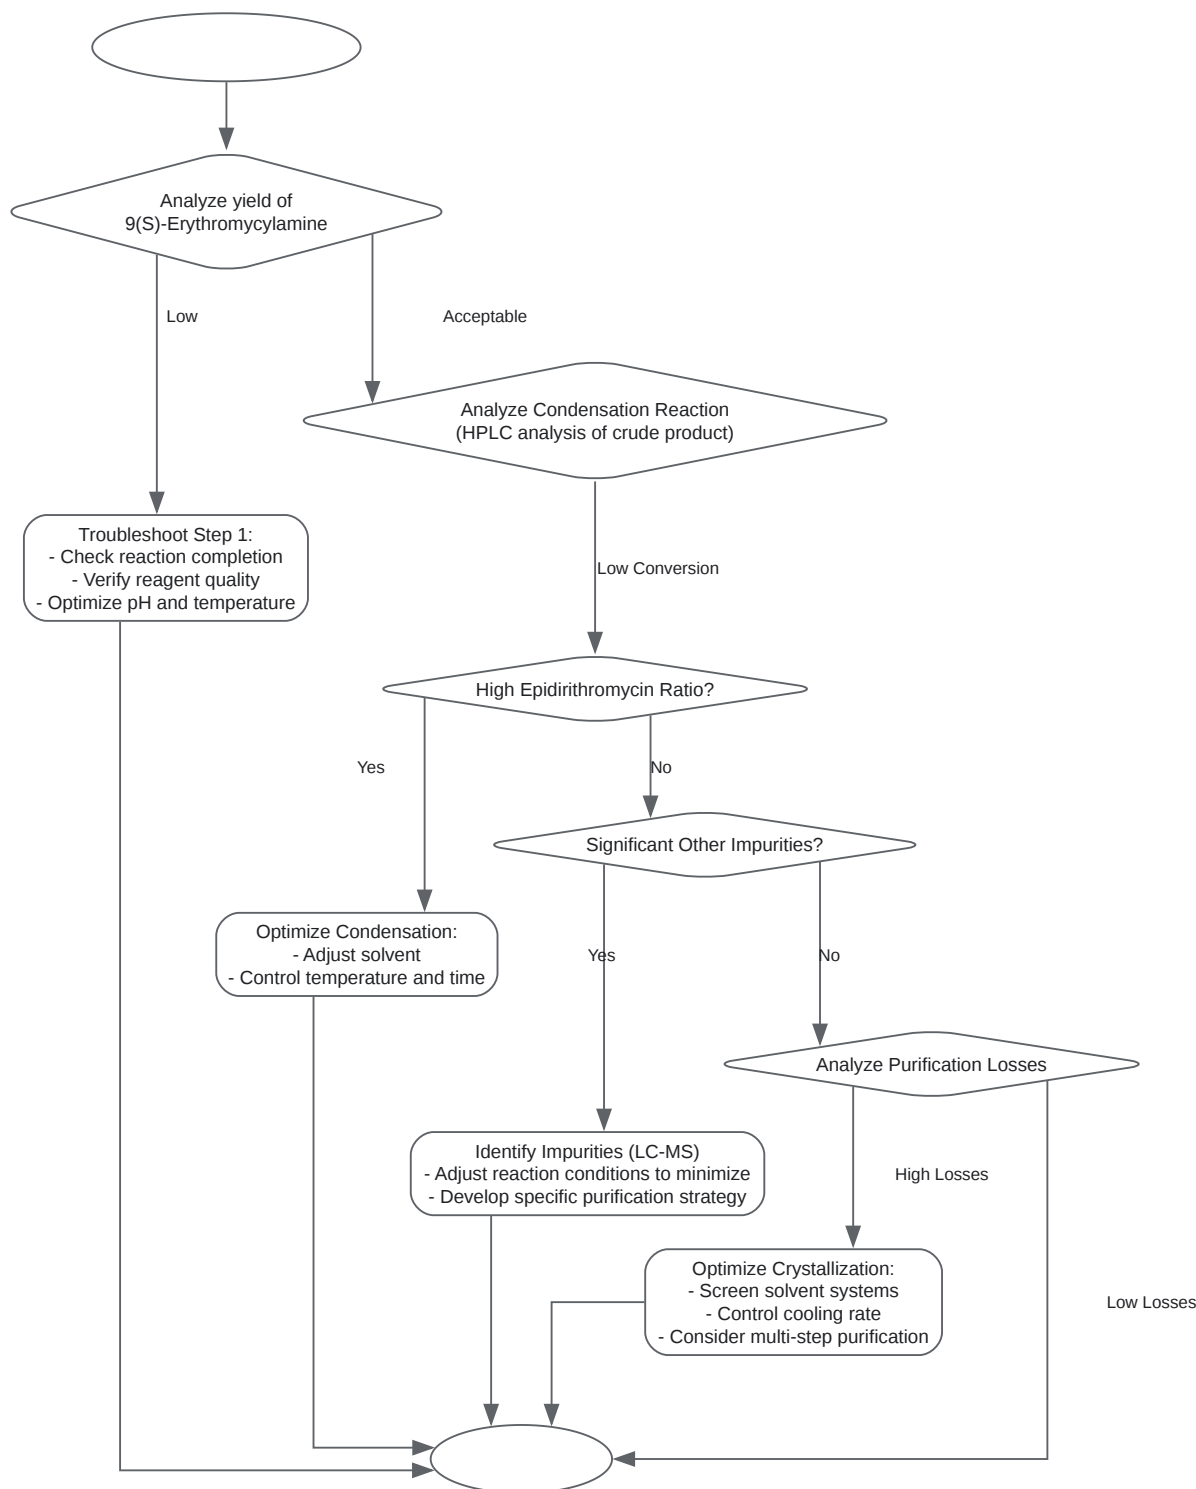 Analyze yield of
9(S)-Erythromycylamine
Low
Acceptable
Analyze Condensation Reaction
(HPLC analysis of crude product)
Troubleshoot Step 1:
- Check reaction completion
- Verify reagent quality
- Optimize pH and temperature
Low Conversion
High Epidirithromycin Ratio?
Yes
No
Significant Other Impurities?
Optimize Condensation:
- Adjust solvent
- Control temperature and time
Yes
No
Analyze Purification Losses
Identify Impurities (LC-MS)
- Adjust reaction conditions to minimize
- Develop specific purification strategy
High Losses
Optimize Crystallization:
- Screen solvent systems
- Control cooling rate
- Consider multi-step purification
Low Losses